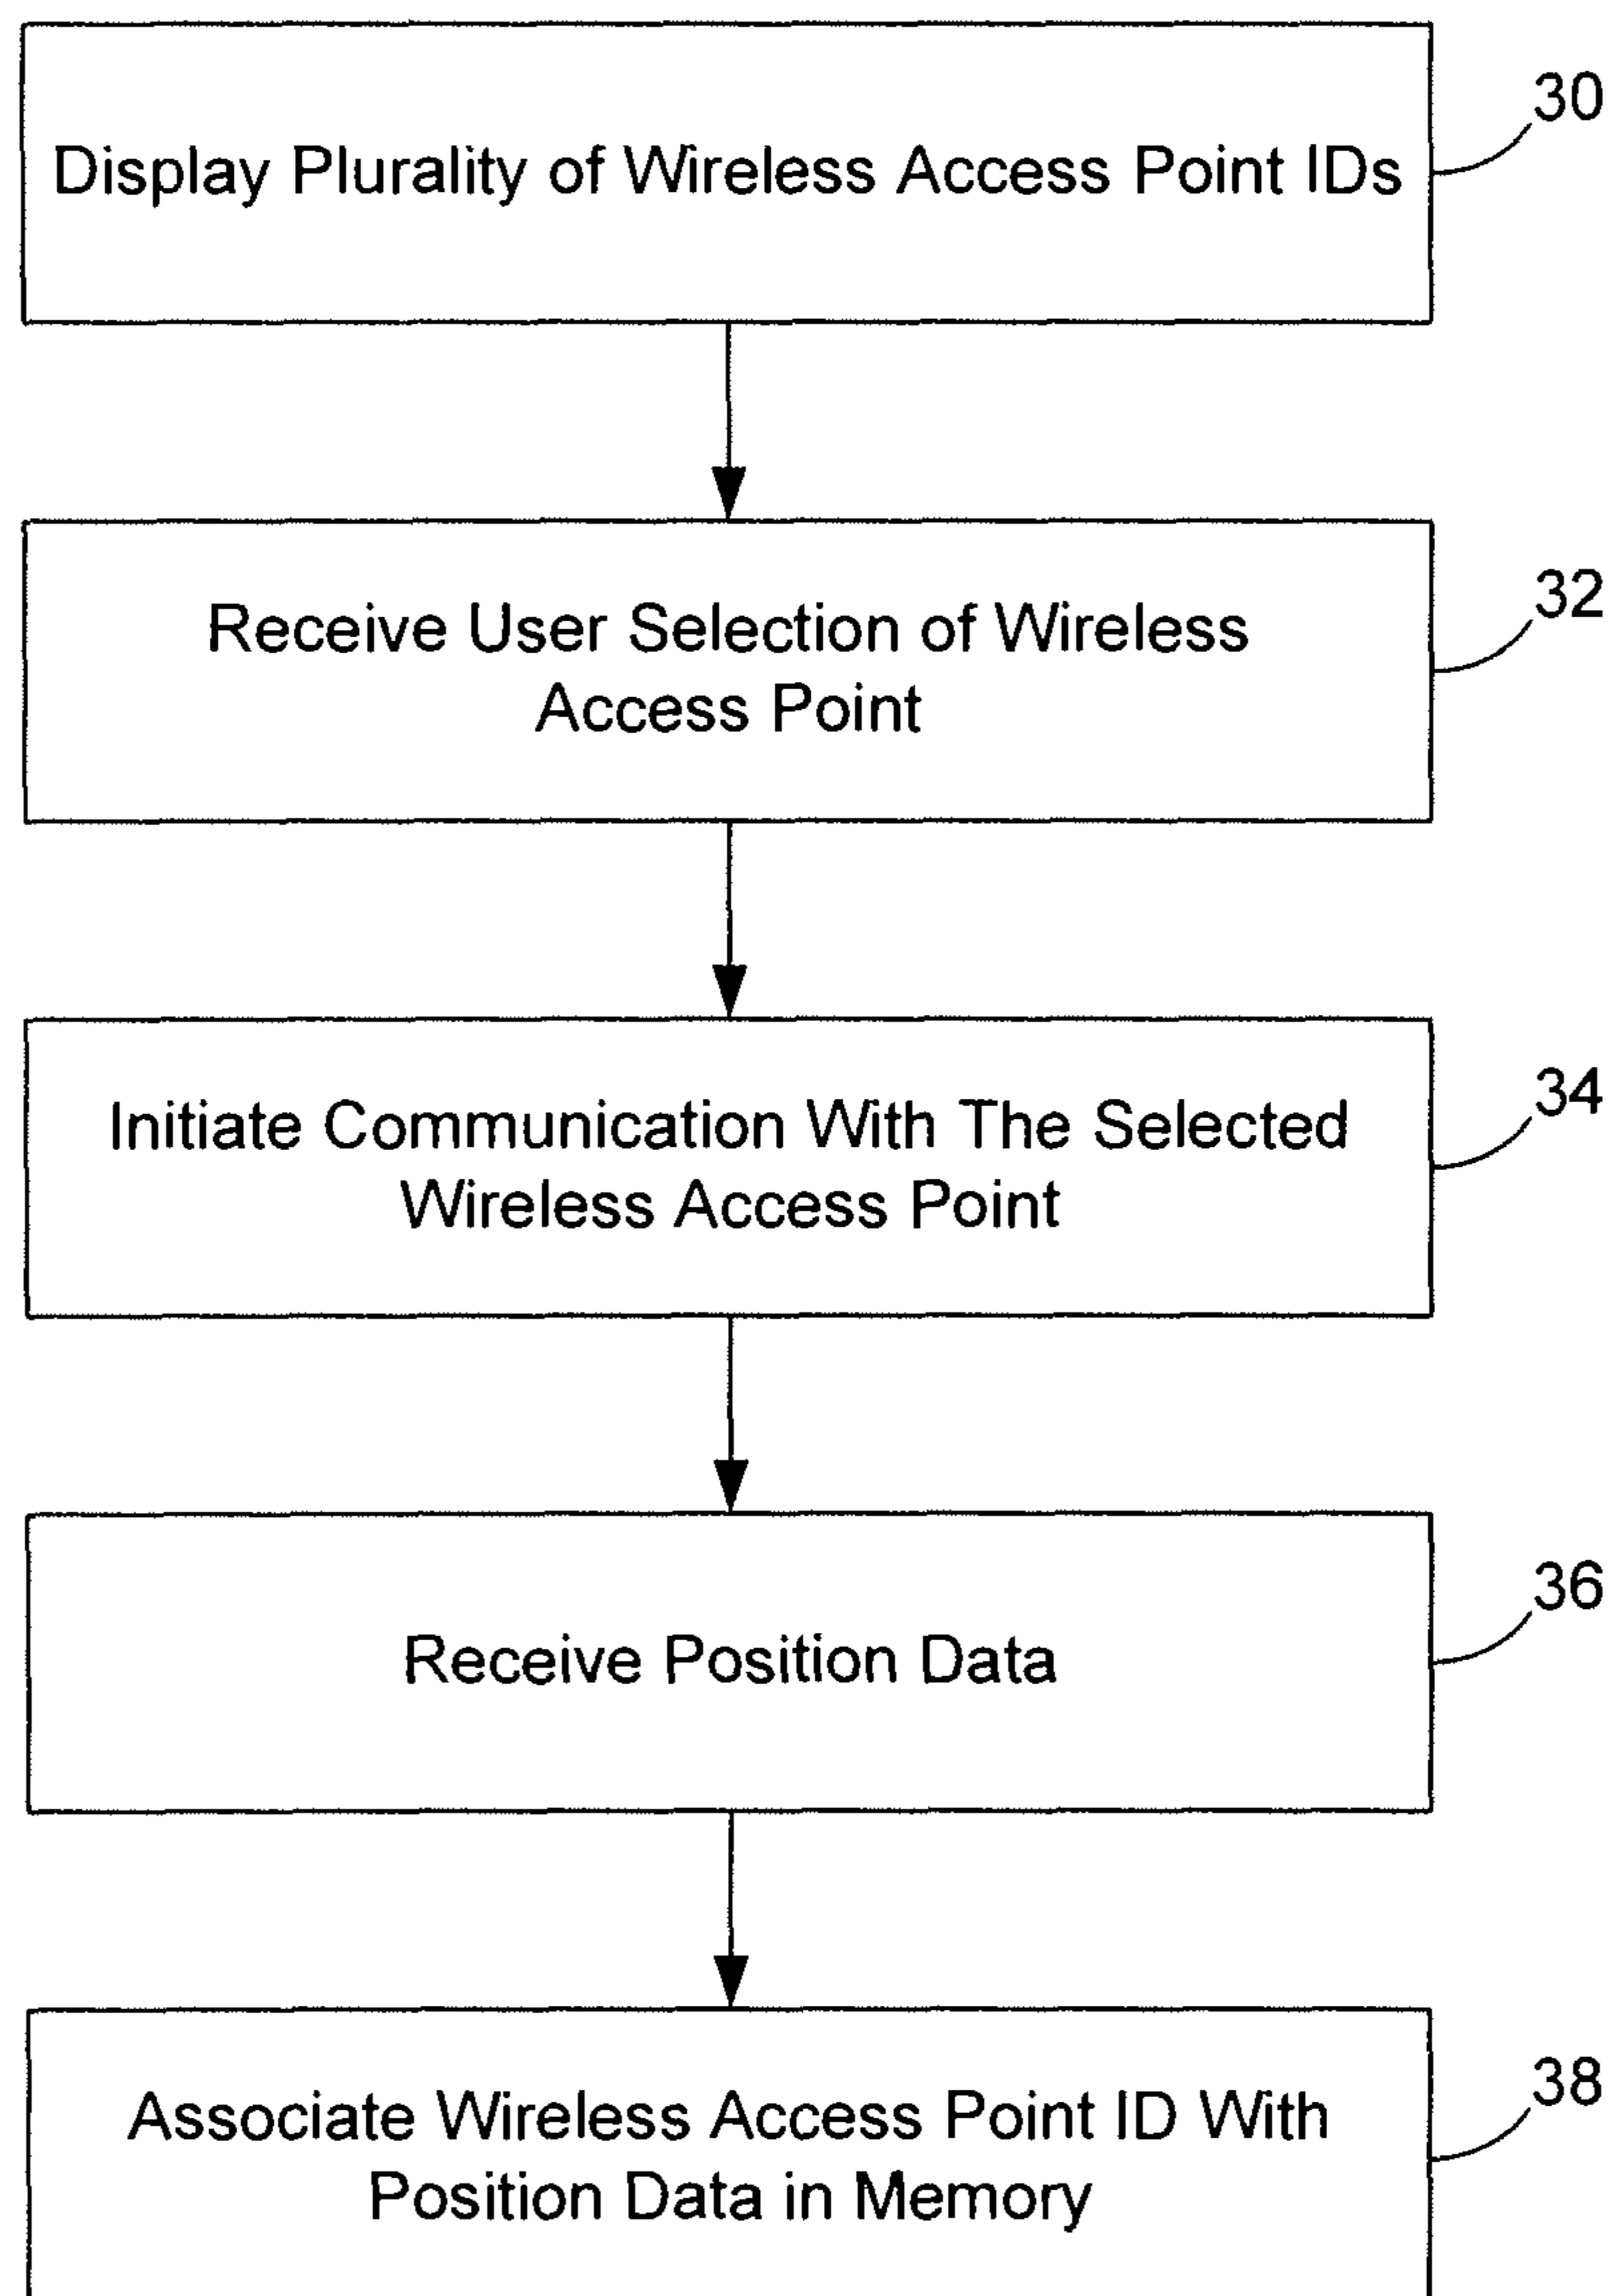 Display Plurality of Wireless Access Point IDs
30
Receive User Selection of Wireless
Access Point
32
Initiate Communication With The Selected
Wireless Access Point
34
Receive Position Data
36
Associate Wireless Access Point ID With
Position Data in Memory
38